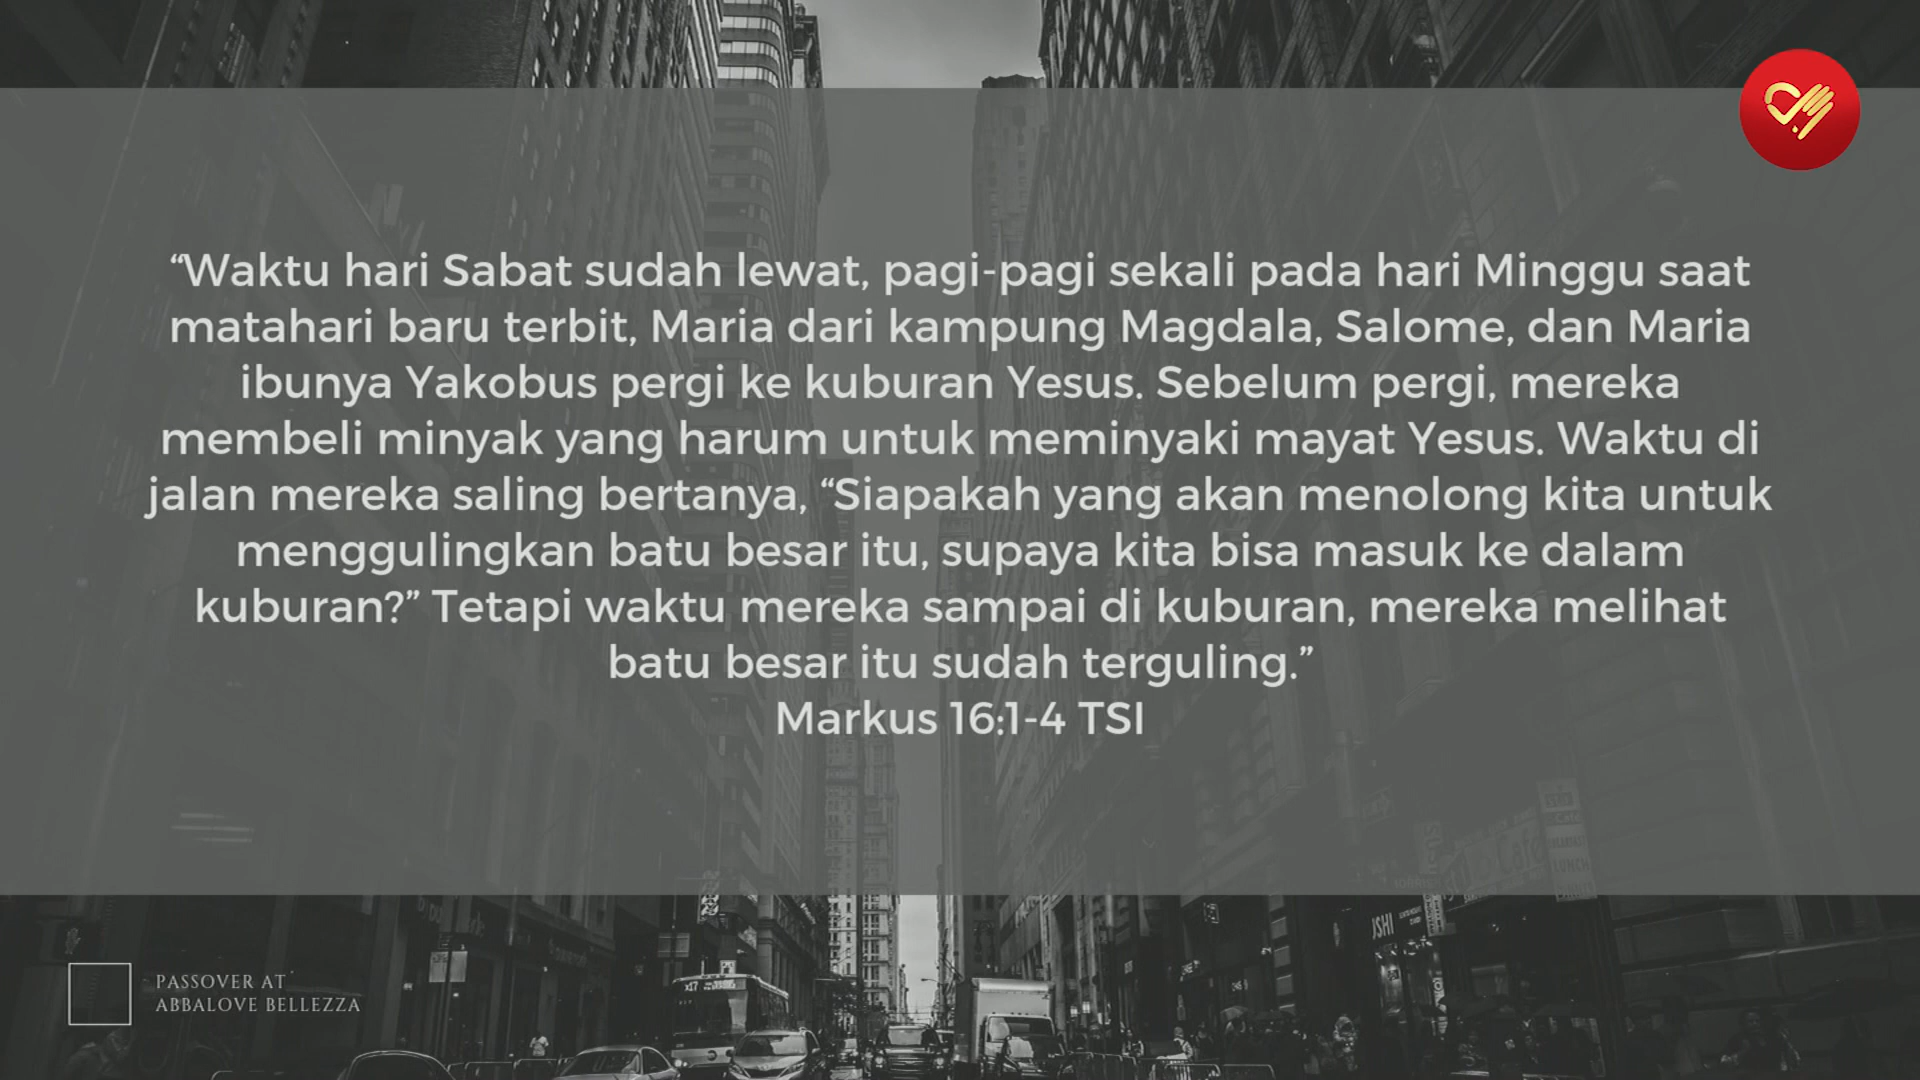 “Waktu hari Sabat sudah lewat, pagi-pagi sekali pada hari Minggu saat
matahari baru terbit, Maria dari kampung Magdala, Salome, dan Maria
ibunya Yakobus pergi ke kuburan Yesus. Sebelum pergi, mereka
membeli minyak yang harum untuk meminyaki mayat Yesus. Waktu di
jalan mereka saling bertanya, “Siapakah yang akan menolong kita untuk
menggulingkan batu besar itu, supaya kita bisa masuk ke dalam
kuburan?” Tetapi waktu mereka sampai di kuburan, mereka melihat
batu besar itu sudah terguling.”
Markus 16:1-4 TSI
LUNCH
USHI
x17
PASSOVER AT
ABBALOVE BELLEZZA